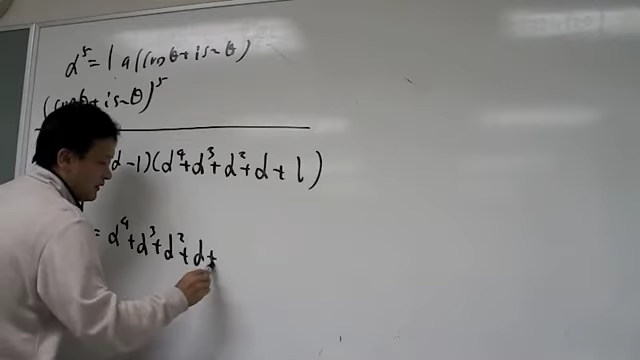 α⁵ = 1 α (cosθ + i sinθ)
(cosθ + i sinθ)⁵
α - 1)(α⁴ + α³ + α² + α + 1)
= α⁴ + α³ + α² + α +